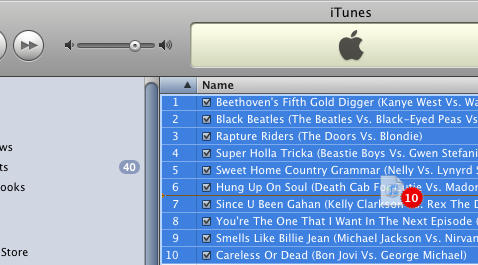 iTunes
Name
1 Beethoven's Fifth Gold Digger (Kanye West Vs. Wa
2 Black Beatles (The Beatles Vs. Black-Eyed Peas Vs
3 Rapture Riders (The Doors Vs. Blondie)
ws
4 Super Holla Tricka (Beastie Boys Vs. Gwen Stefani
ts 40
5 Sweet Home Country Grammar (Nelly Vs. Lynyrd S
ooks
6 Hung Up On Soul (Death Cab For Cutie Vs. Mador
7 Since U Been Gahan (Kelly Clarkson Vs. Rex The D
10
8 You're The One That I Want In The Next Episode (
9 Smells Like Billie Jean (Michael Jackson Vs. Nirvan
Store
10 Careless Or Dead (Bon Jovi Vs. George Michael)